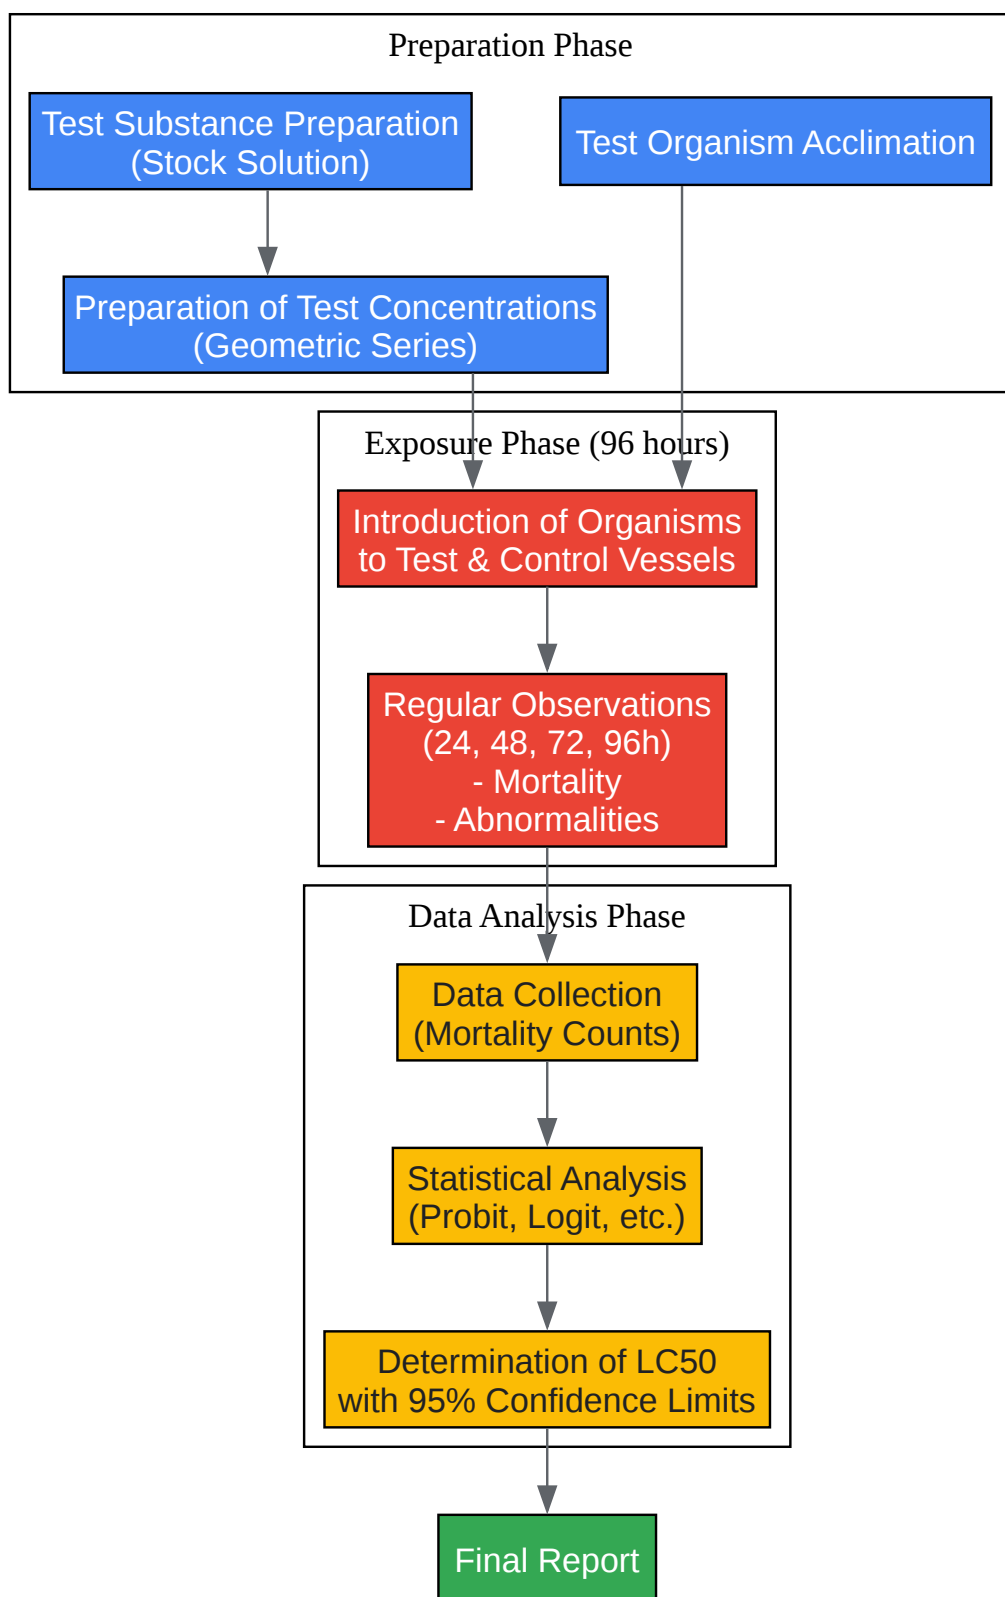 Preparation Phase
Test Substance Preparation
(Stock Solution)
Test Organism Acclimation
Preparation of Test Concentrations
(Geometric Series)
Exposure Phase (96 hours)
Introduction of Organisms
to Test & Control Vessels
Regular Observations
(24, 48, 72, 96h)
- Mortality
- Abnormalities
Data Analysis Phase
Data Collection
(Mortality Counts)
Statistical Analysis
(Probit, Logit, etc.)
Determination of LC50
with 95% Confidence Limits
Final Report